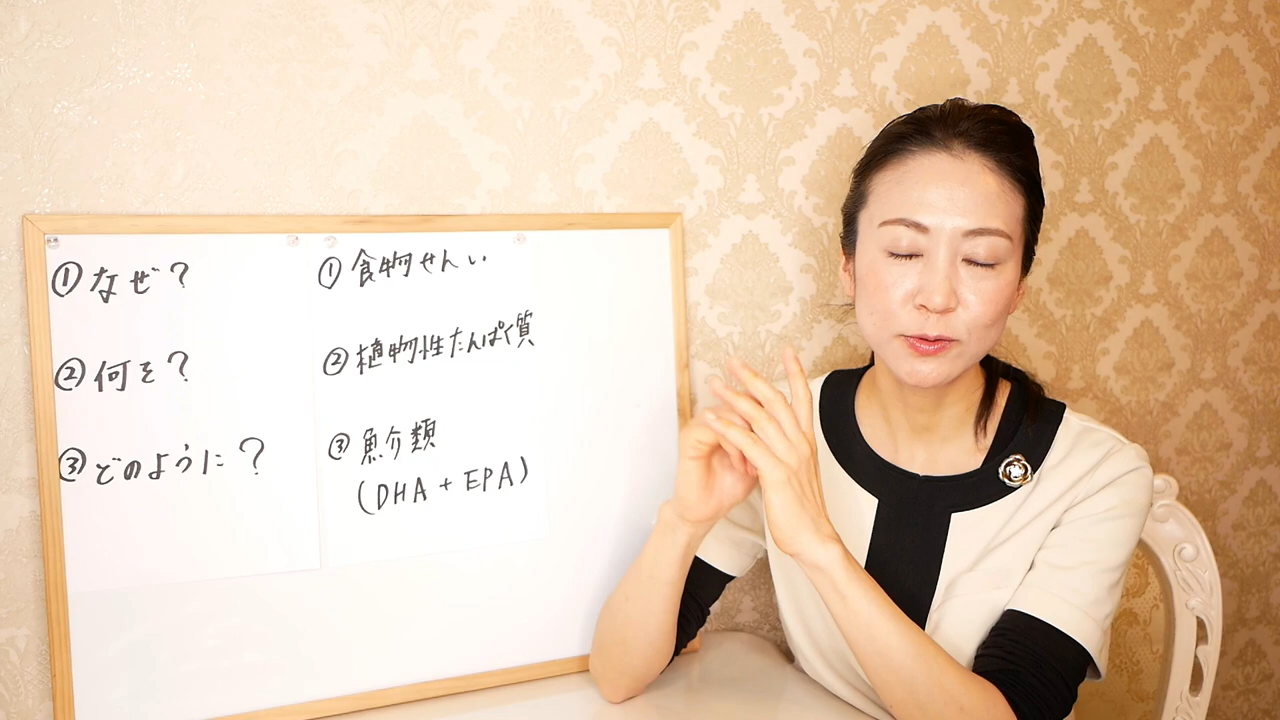 ① なぜ?
② 何を?
③ どのように?
① 食物せんい
② 植物性たんぱく質
③ 魚介類
(DHA + EPA)